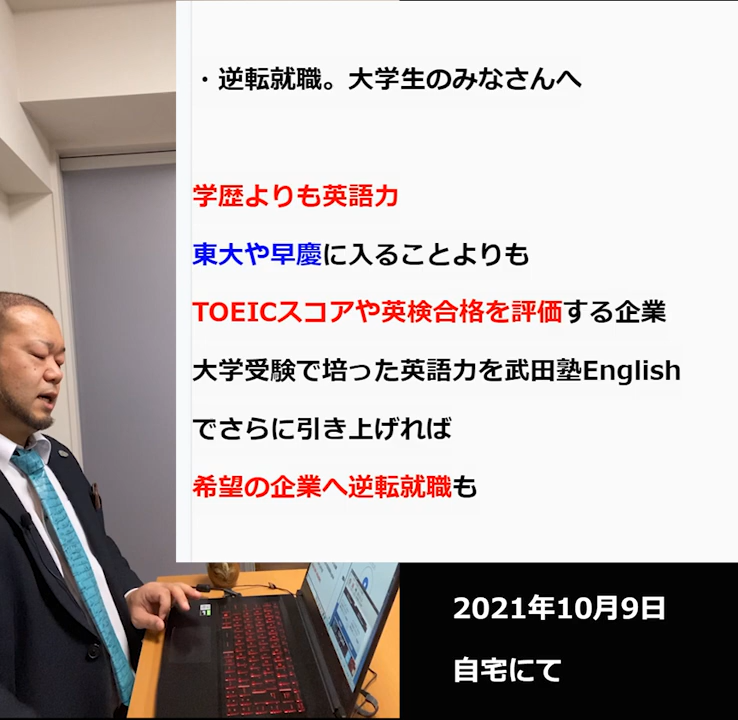 ・逆転就職。大学生のみなさんへ
学歴よりも英語力
東大や早慶に入ることよりも
TOEICスコアや英検合格を評価する企業
大学受験で培った英語力を武田塾English
でさらに引き上げれば
希望の企業へ逆転就職も
2021年10月9日
自宅にて